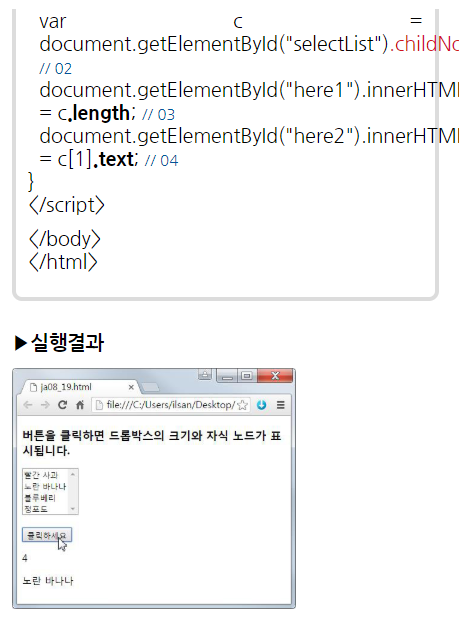 var c =
document.getElementById("selectList").childNo
// 02
document.getElementById("here1").innerHTM
= c.length; // 03
document.getElementById("here2").innerHTM
= c[1].text; // 04
}
</script>
</body>
</html>
▶실행결과
ja08_19.html
file:///C:/Users/ilsan/Desktop/
버튼을 클릭하면 드롭박스의 크기와 자식 노드가 표
시됩니다.
빨간 사과
노란 바나나
블루베리
청포도
클릭하세요
4
노란 바나나